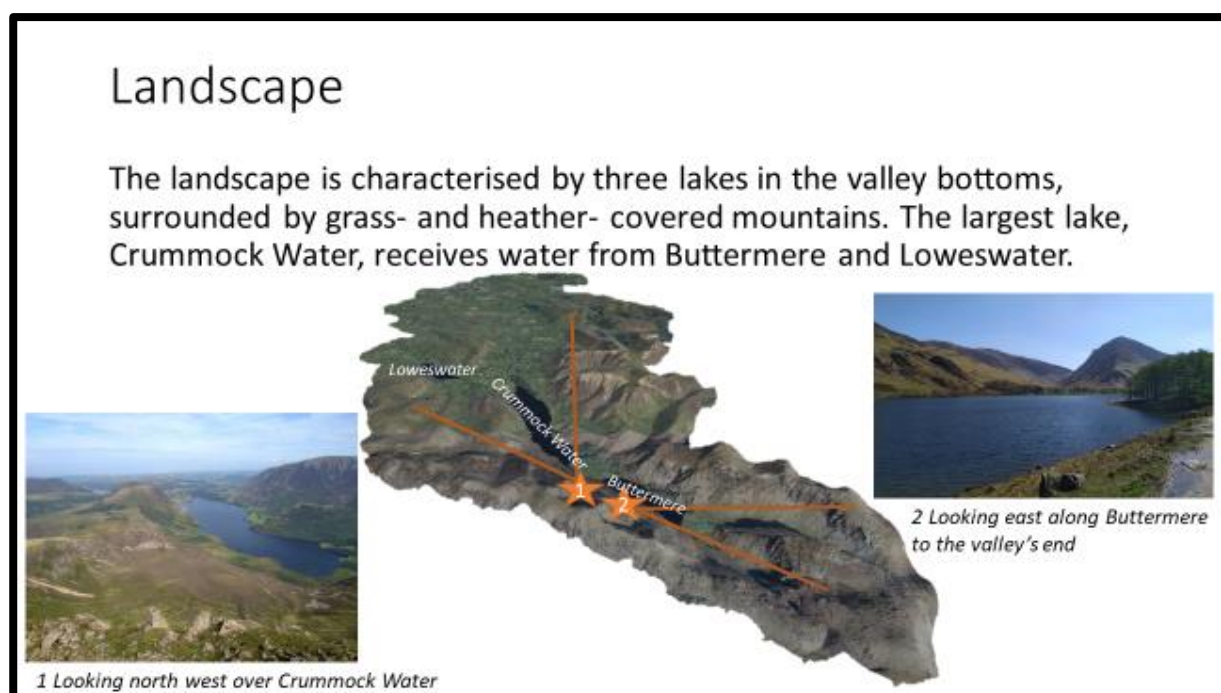 Landscape
The landscape is characterised by three lakes in the valley bottoms,
surrounded by grass- and heather- covered mountains. The largest lake,
Crummock Water, receives water from Buttermere and Loweswater.
Loweswater
Crummock Water
Buttermere
1
2
2 Looking east along Buttermere
to the valley's end
1 Looking north west over Crummock Water